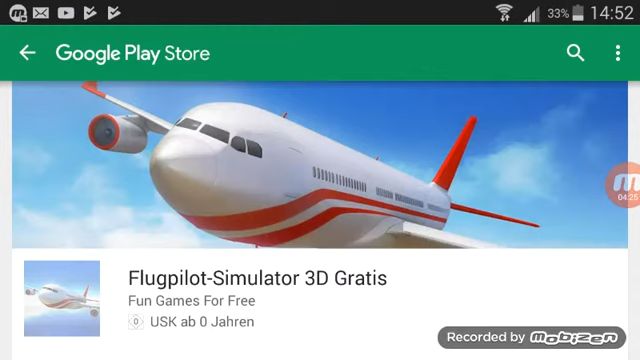 33% 14:52
Google Play Store
04:25
Flugpilot-Simulator 3D Gratis
Fun Games For Free
0 USK ab 0 Jahren
Recorded by mobizen